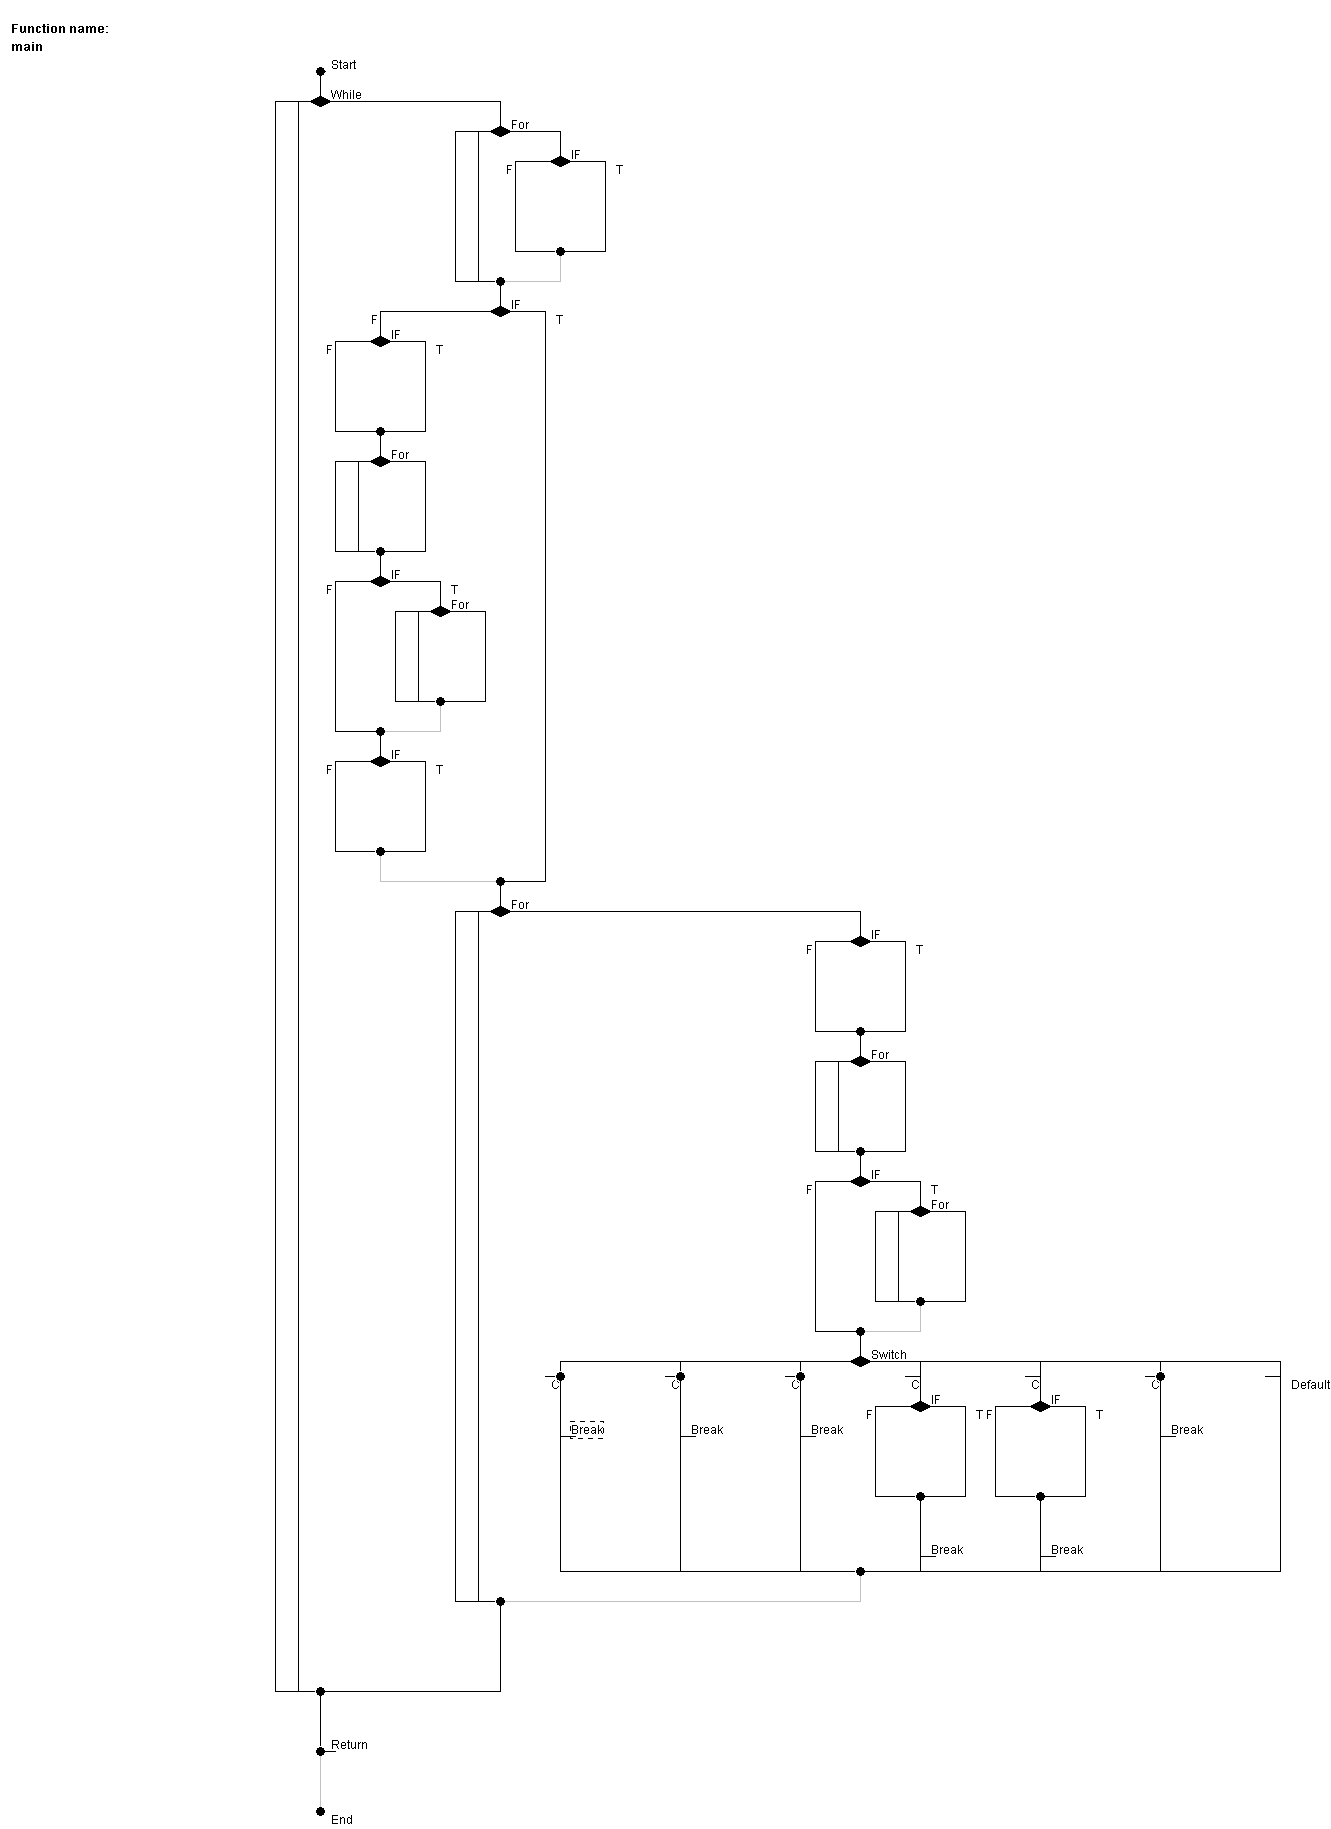 Function name:
main
Start
While
For
IF
F T
IF
F T
IF
F T
For
IF
F T
For
IF
F T
For
IF
F T
For
IF
F T
For
Switch
C C C C C C Default
IF IF
F T F T
Break Break Break Break
Break Break
Return
End